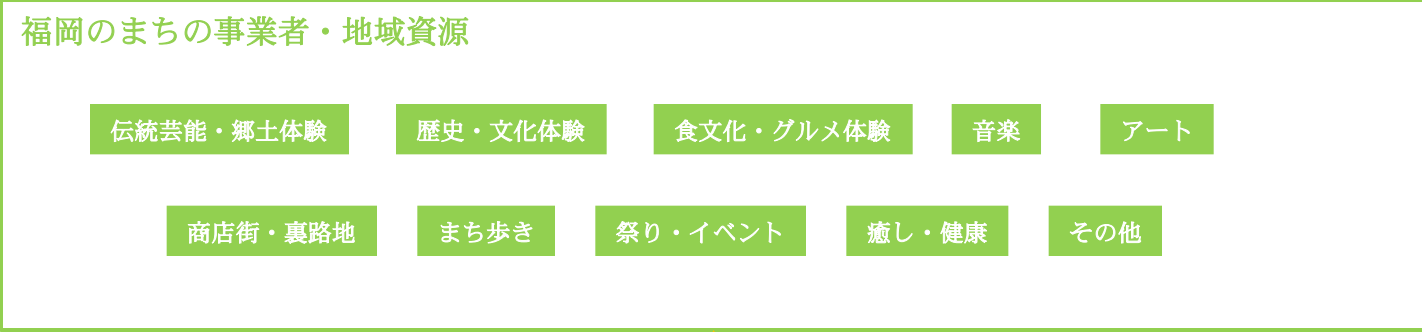 福岡のまちの事業者・地域資源
伝統芸能・郷土体験 歴史・文化体験 食文化・グルメ体験 音楽 アート
商店街・裏路地 まち歩き 祭り・イベント 癒し・健康 その他